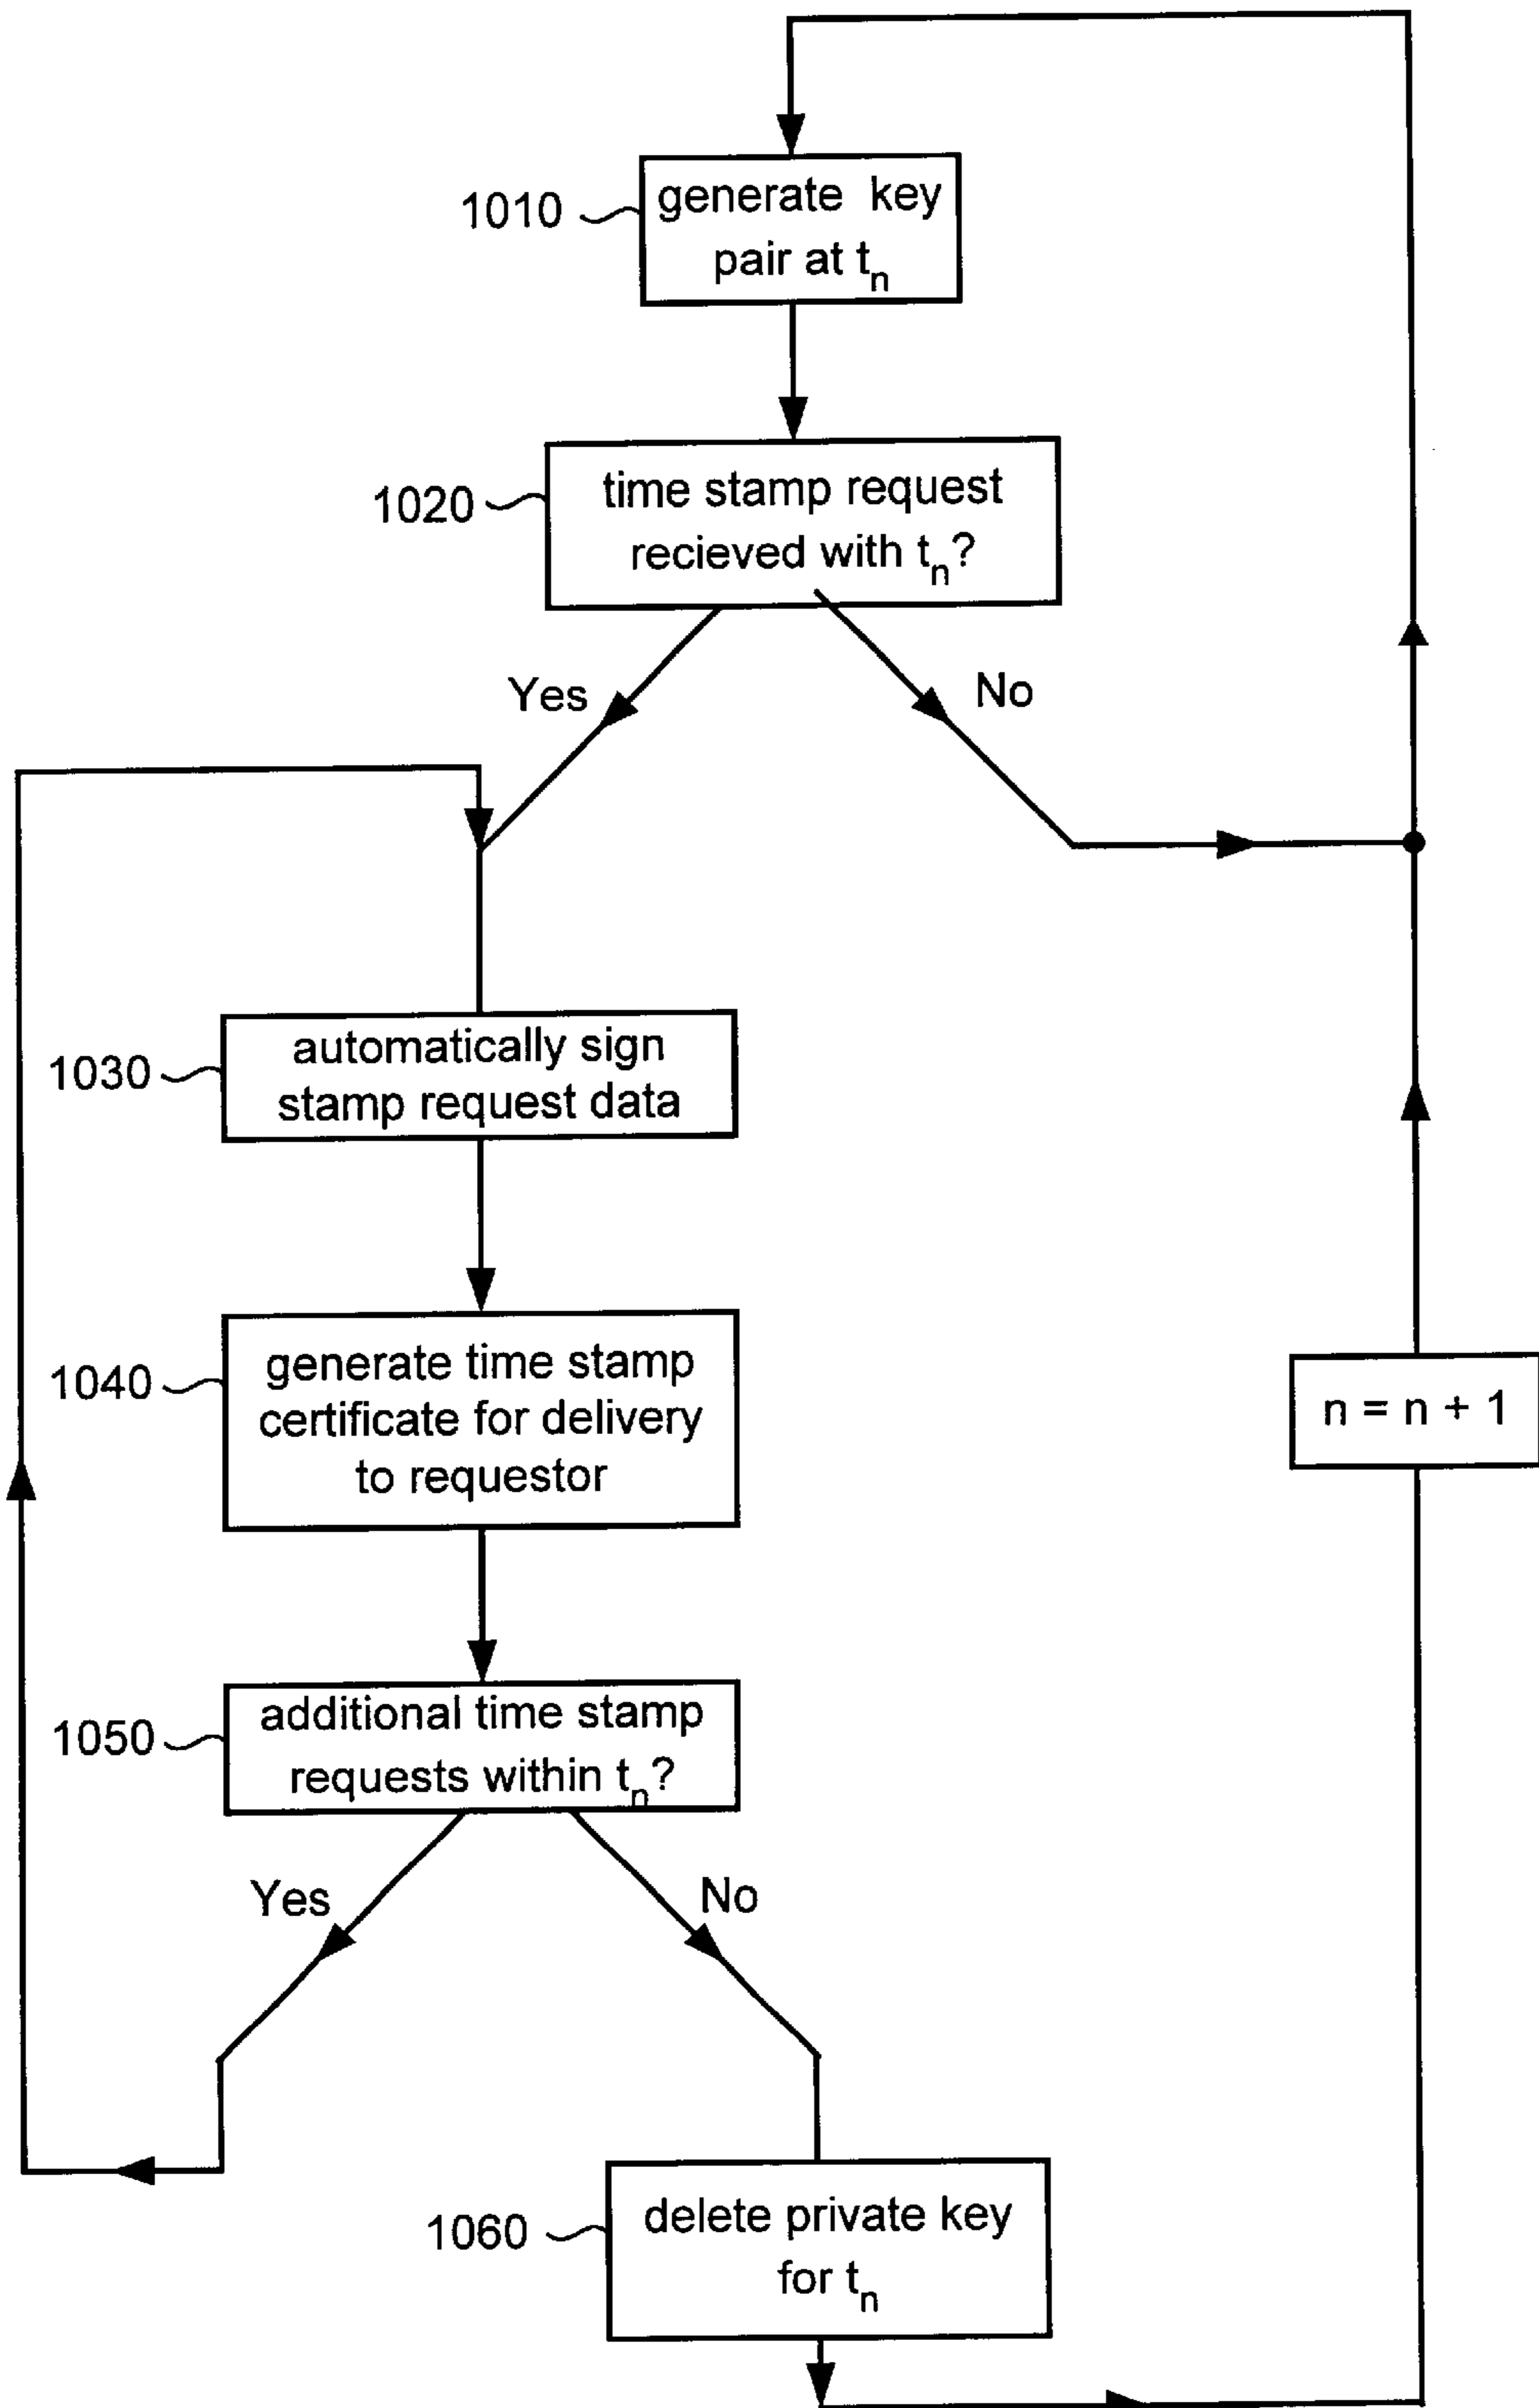 1010
generate key
pair at tn
1020
time stamp request
recieved with tn?
Yes
No
1030
automatically sign
stamp request data
1040
generate time stamp
certificate for delivery
to requestor
n = n + 1
1050
additional time stamp
requests within tn?
Yes
No
1060
delete private key
for tn